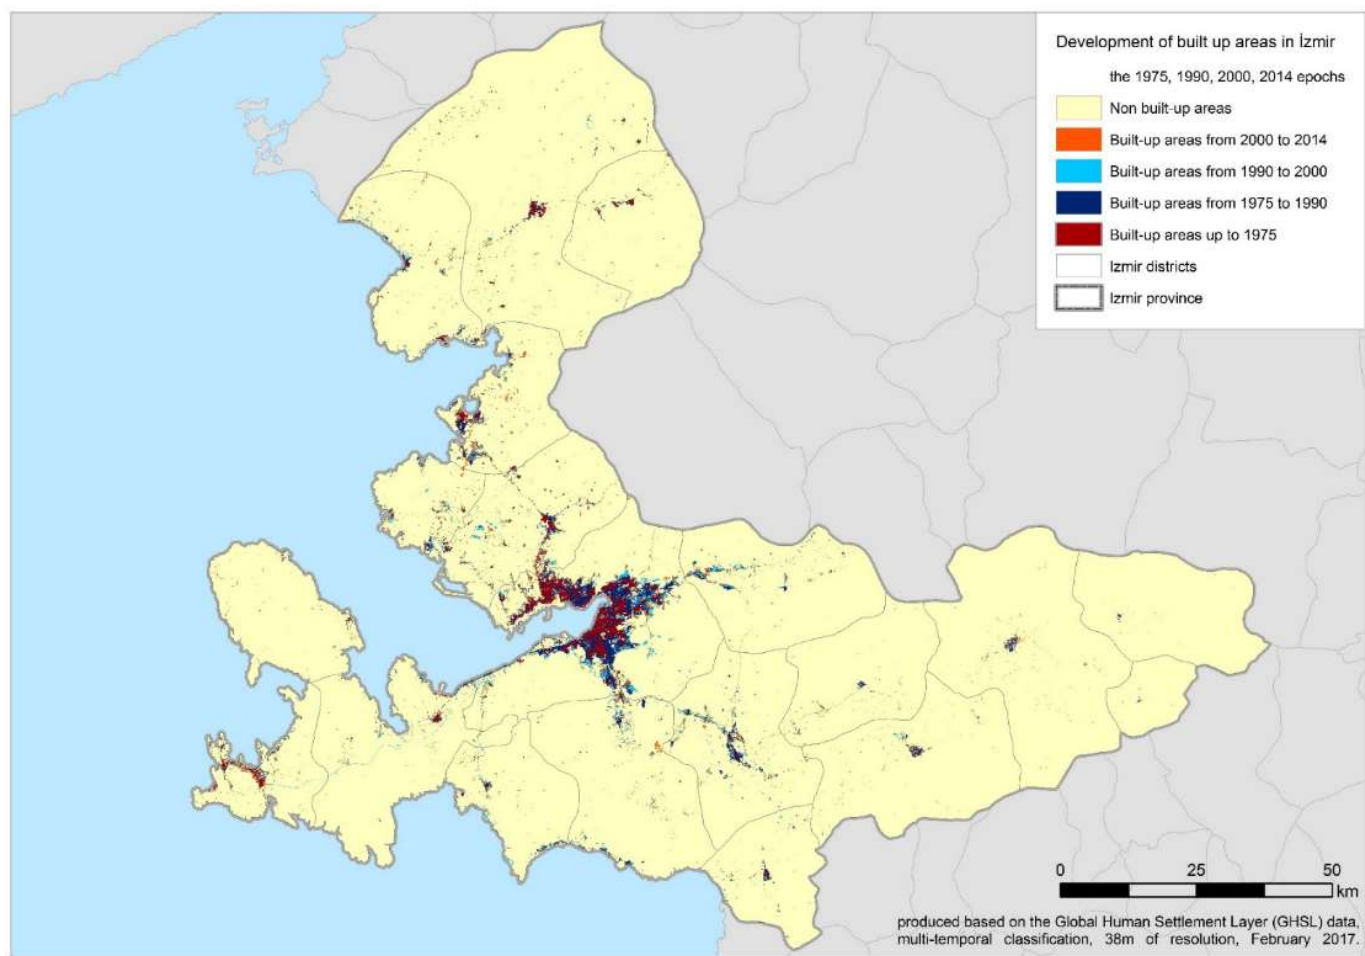 Development of built up areas in İzmir
the 1975, 1990, 2000, 2014 epochs
Non built-up areas
Built-up areas from 2000 to 2014
Built-up areas from 1990 to 2000
Built-up areas from 1975 to 1990
Built-up areas up to 1975
Izmir districts
Izmir province
0 25 50
km
produced based on the Global Human Settlement Layer (GHSL) data,
multi-temporal classification, 38m of resolution, February 2017.